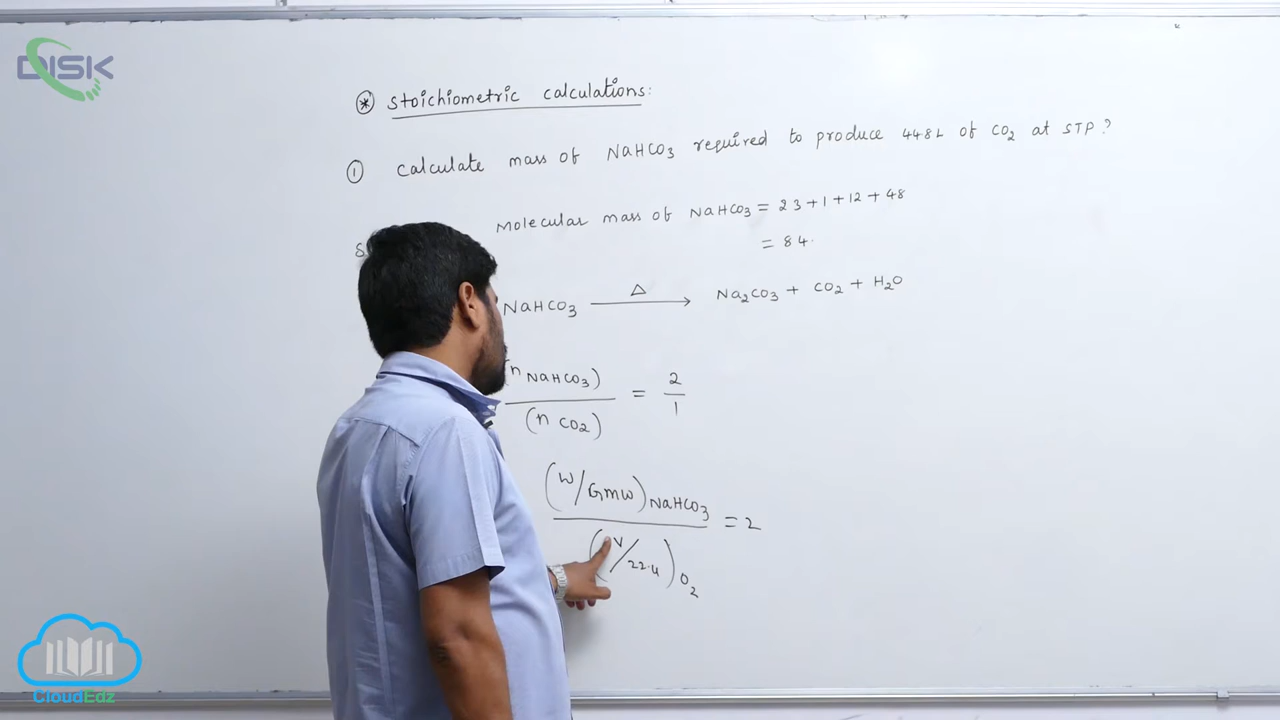 DISK
* Stoichiometric calculations:
① Calculate mass of NaHCO3 required to produce 448L of CO2 at STP?
Molecular mass of NaHCO3 = 23+1+12+48
= 84.
NaHCO3 —Δ→ Na2CO3 + CO2 + H2O
(n NaHCO3) / (n CO2) = 2/1
(W/GMW)NaHCO3 / (V/22.4)O2 = 2
CloudEdz